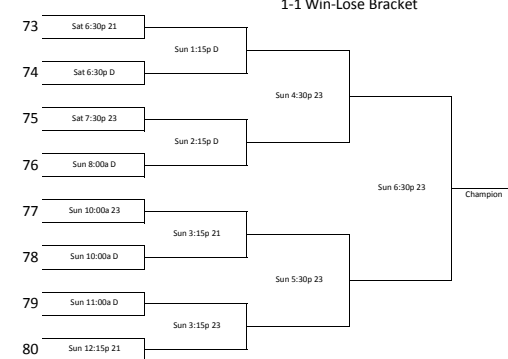 1-1 Win-Lose Bracket
73 Sat 6:30p 21
Sun 1:15p D
74 Sat 6:30p D
Sun 4:30p 23
75 Sat 7:30p 23
Sun 2:15p D
76 Sun 8:00a D
Sun 6:30p 23
Champion
77 Sun 10:00a 23
Sun 3:15p 21
78 Sun 10:00a D
Sun 5:30p 23
79 Sun 11:00a D
Sun 3:15p 23
80 Sun 12:15p 21